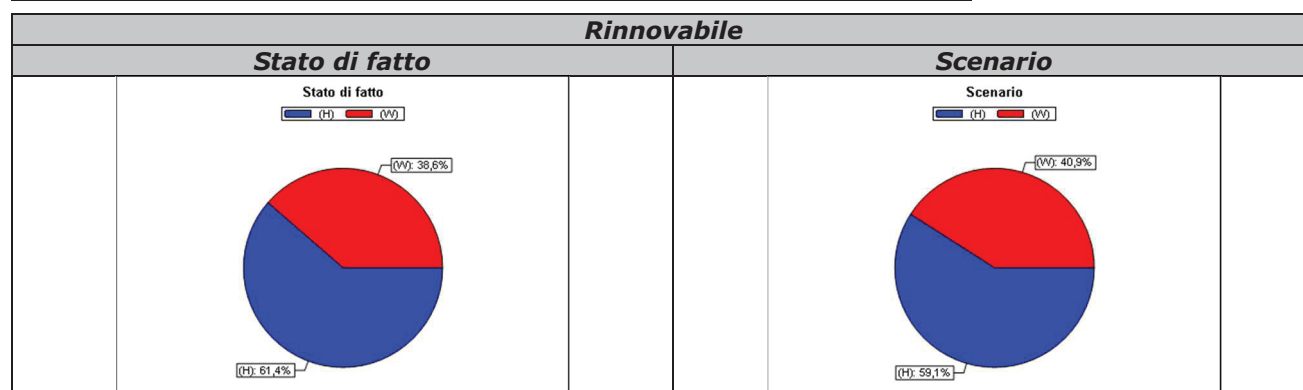 Rinnovabile
Stato di fatto
Scenario
Stato di fatto
(H) (W)
(W): 38,6%
(H): 61,4%
Scenario
(H) (W)
(W): 40,9%
(H): 59,1%